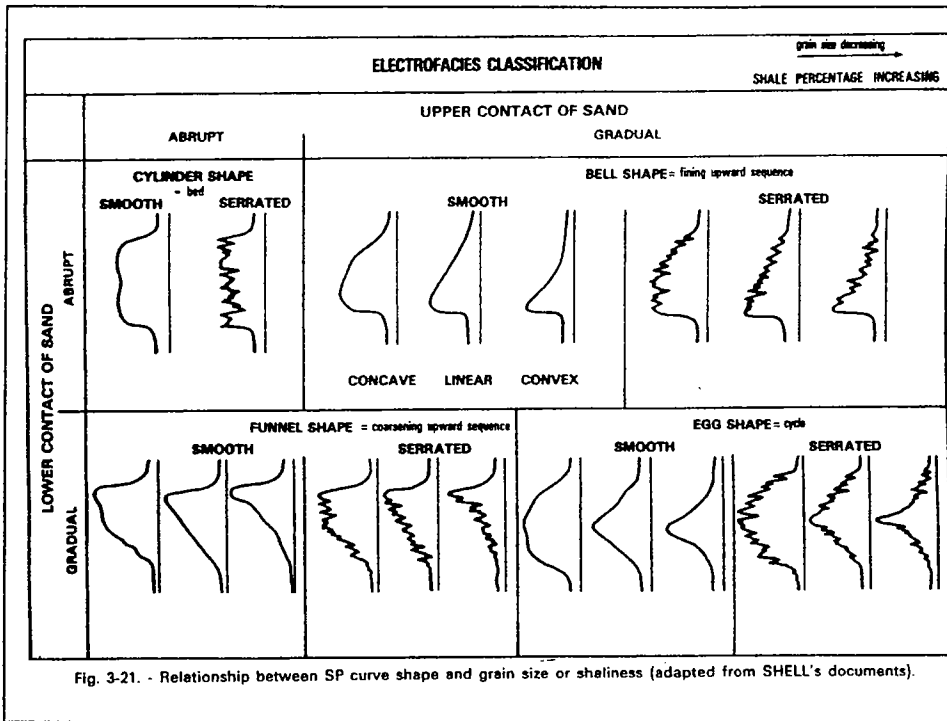 ELECTROFACIES CLASSIFICATION
grain size decreasing
SHALE PERCENTAGE INCREASING
UPPER CONTACT OF SAND
ABRUPT
GRADUAL
LOWER CONTACT OF SAND
ABRUPT
CYLINDER SHAPE
= bed
SMOOTH
SERRATED
BELL SHAPE = fining upward sequence
SMOOTH
SERRATED
CONCAVE
LINEAR
CONVEX
GRADUAL
FUNNEL SHAPE = coarsening upward sequence
SMOOTH
SERRATED
EGG SHAPE = cycle
SMOOTH
SERRATED
Fig. 3-21. - Relationship between SP curve shape and grain size or shaliness (adapted from SHELL's documents).